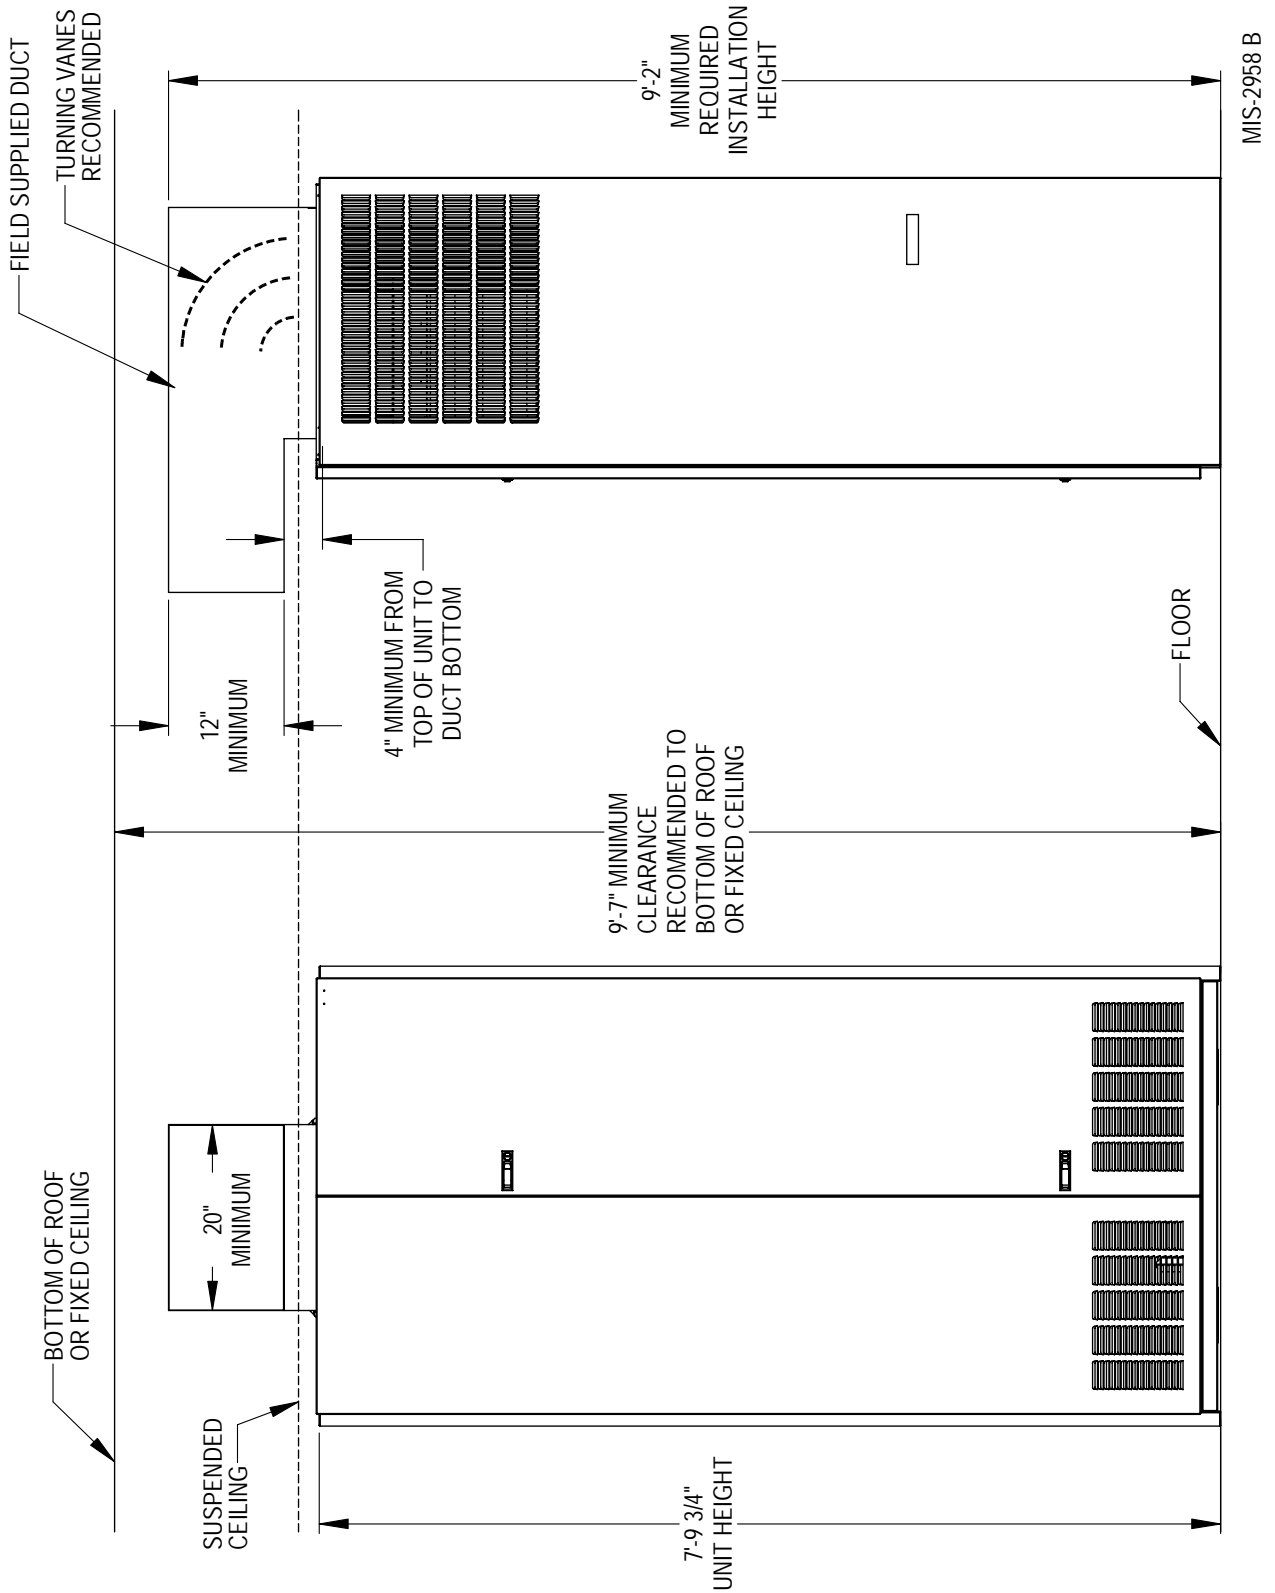 BOTTOM OF ROOF
OR FIXED CEILING
SUSPENDED
CEILING
20"
MINIMUM
7'-9 3/4"
UNIT HEIGHT
9'-7" MINIMUM
CLEARANCE
RECOMMENDED TO
BOTTOM OF ROOF
OR FIXED CEILING
FIELD SUPPLIED DUCT
TURNING VANES
RECOMMENDED
12"
MINIMUM
4" MINIMUM FROM
TOP OF UNIT TO
DUCT BOTTOM
9'-2"
MINIMUM
REQUIRED
INSTALLATION
HEIGHT
FLOOR
MIS-2958 B